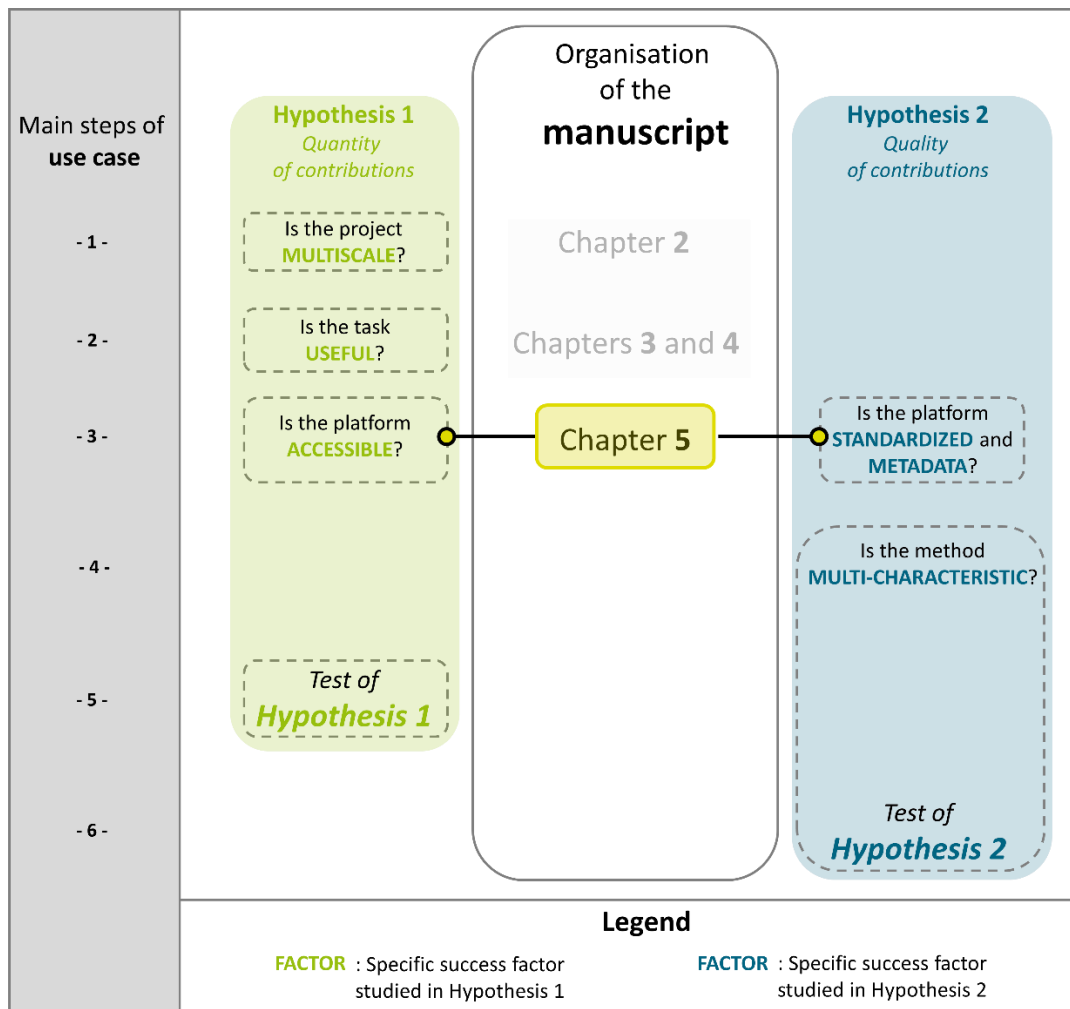 Main steps of
use case
- 1 -
- 2 -
- 3 -
- 4 -
- 5 -
- 6 -
Hypothesis 1
Quantity
of contributions
Is the project
MULTISCALE?
Is the task
USEFUL?
Is the platform
ACCESSIBLE?
Test of
Hypothesis 1
Organisation
of the
manuscript
Chapter 2
Chapters 3 and 4
Chapter 5
Hypothesis 2
Quality
of contributions
Is the platform
STANDARDIZED and
METADATA?
Is the method
MULTI-CHARACTERISTIC?
Test of
Hypothesis 2
Legend
FACTOR : Specific success factor
studied in Hypothesis 1
FACTOR : Specific success factor
studied in Hypothesis 2